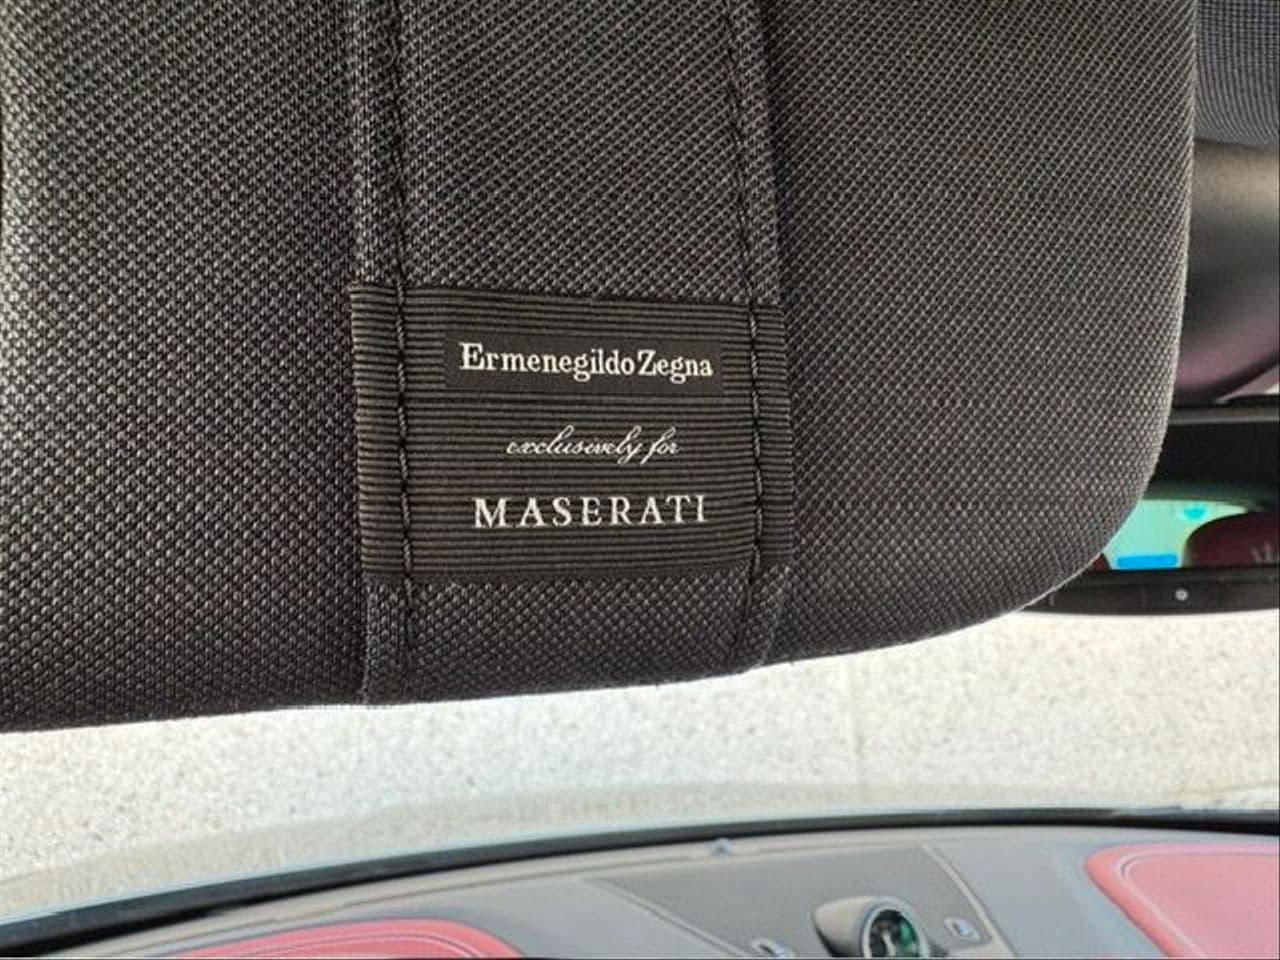 Ermenegildo Zegna
exclusively for
MASERATI